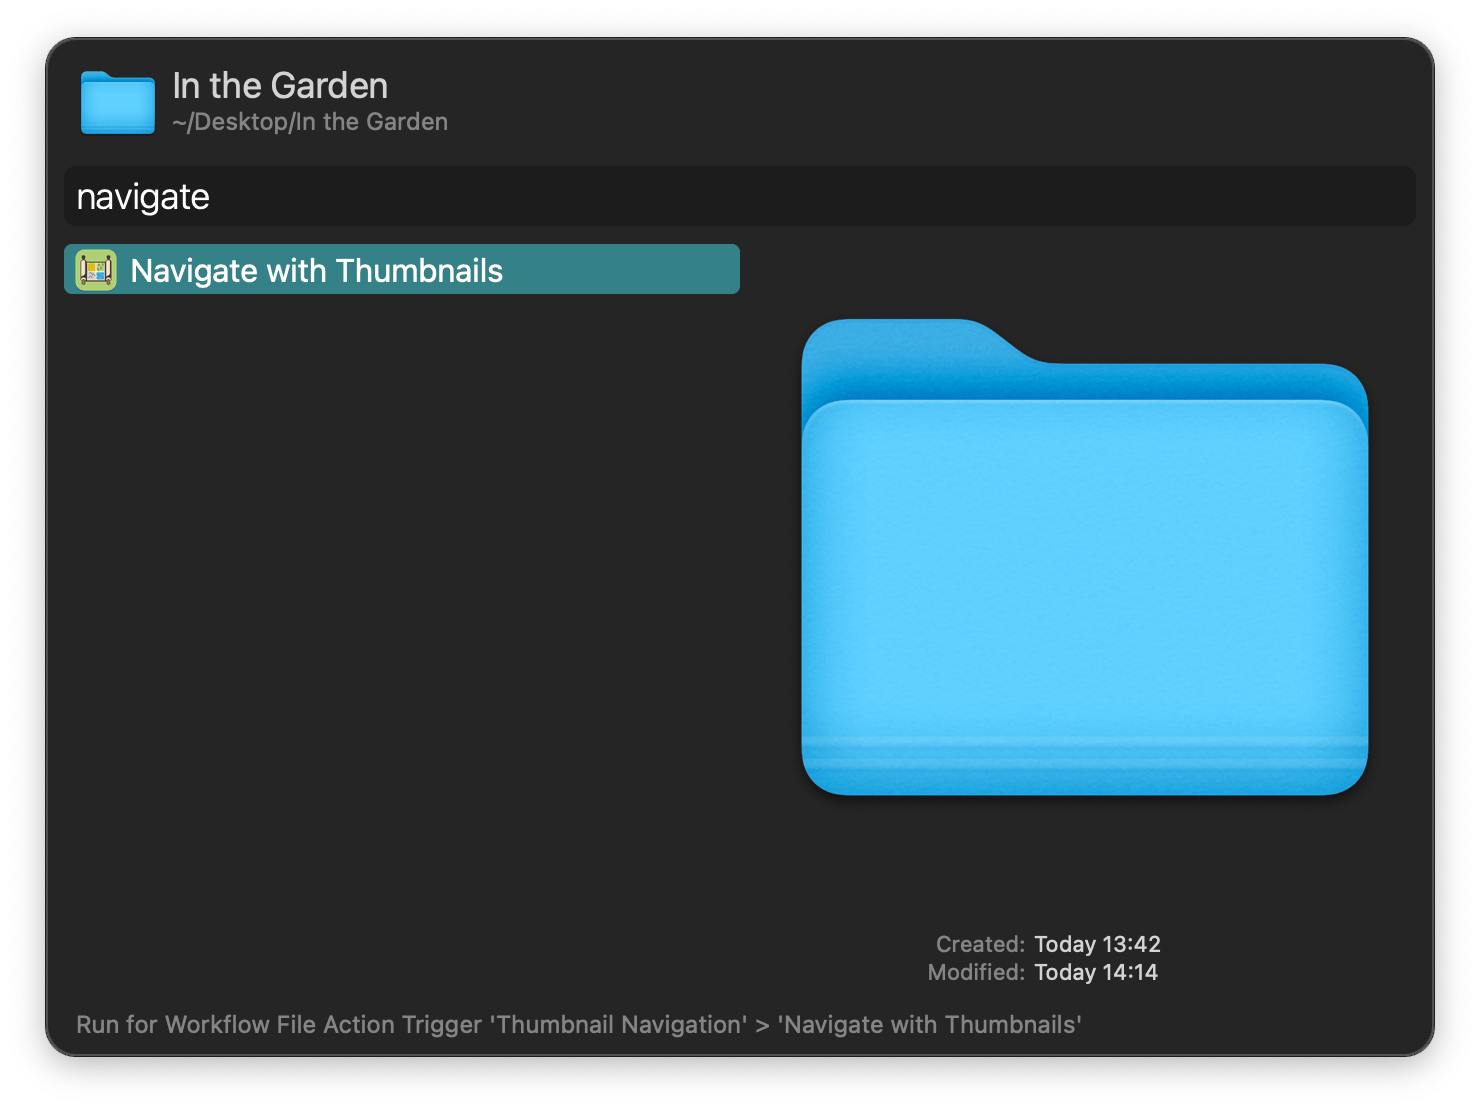 In the Garden
~/Desktop/In the Garden
navigate
Navigate with Thumbnails
Created: Today 13:42
Modified: Today 14:14
Run for Workflow File Action Trigger 'Thumbnail Navigation' > 'Navigate with Thumbnails'